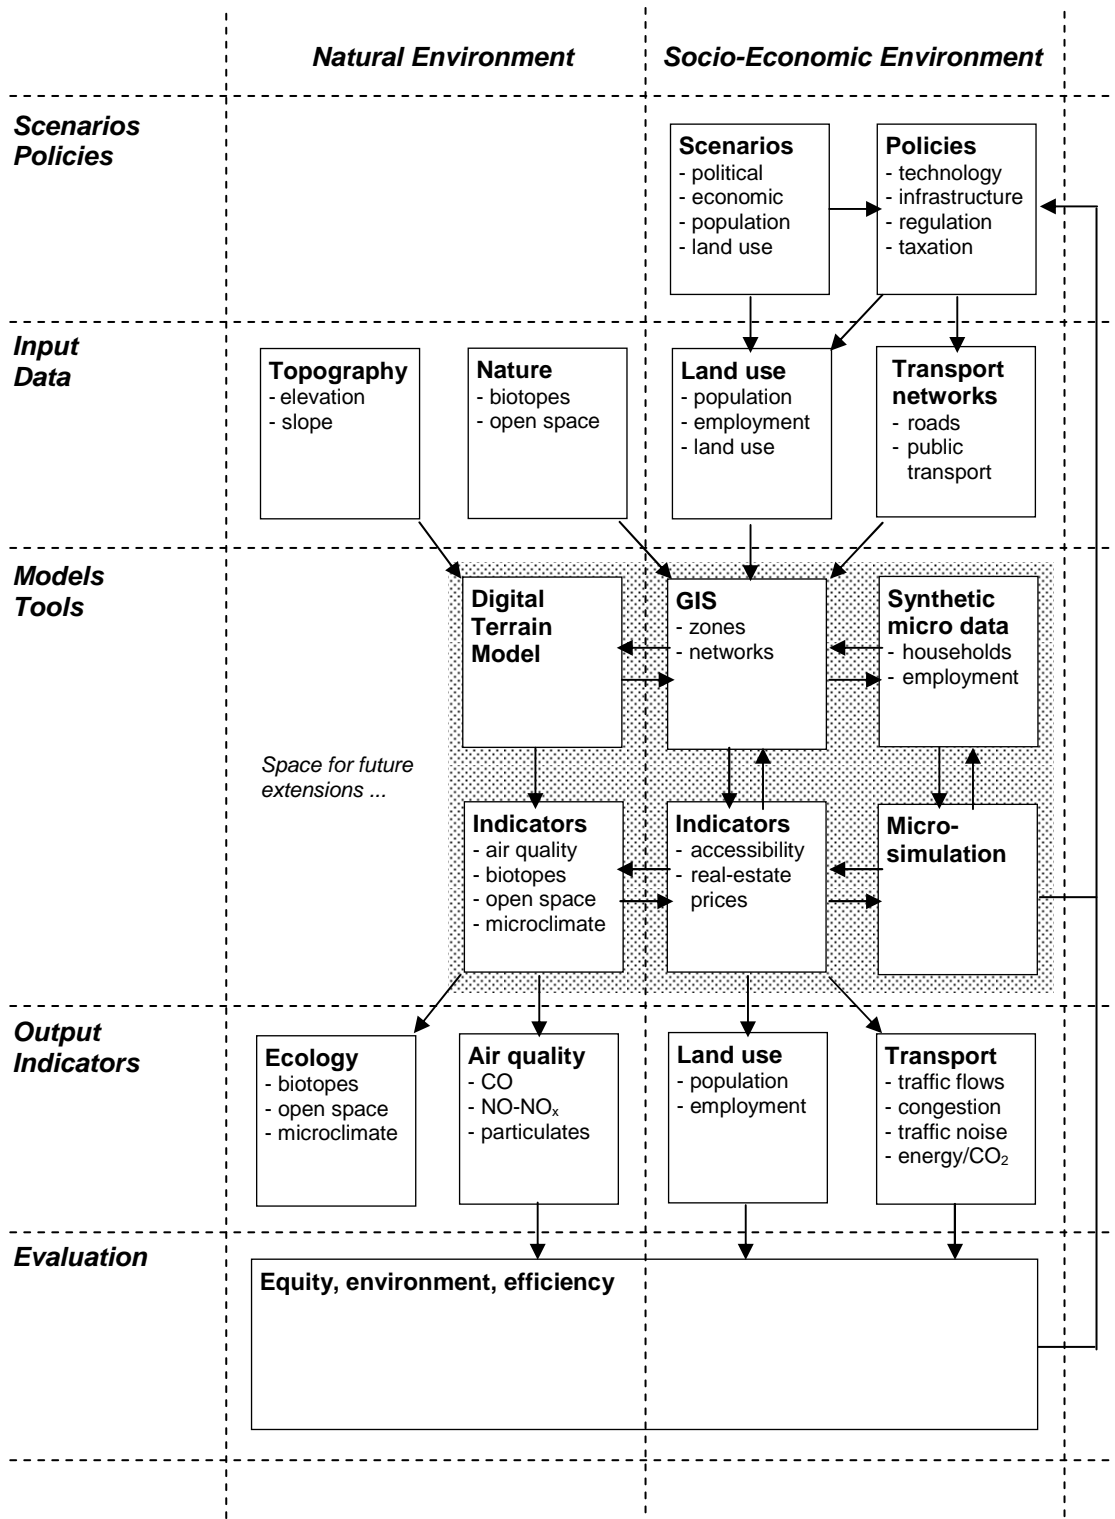 Natural Environment
Socio-Economic Environment
Scenarios
Policies
Scenarios
- political
- economic
- population
- land use
Policies
- technology
- infrastructure
- regulation
- taxation
Input
Data
Topography
- elevation
- slope
Nature
- biotopes
- open space
Land use
- population
- employment
- land use
Transport
networks
- roads
- public
transport
Models
Tools
Digital
Terrain
Model
GIS
- zones
- networks
Synthetic
micro data
- households
- employment
Space for future
extensions ...
Indicators
- air quality
- biotopes
- open space
- microclimate
Indicators
- accessibility
- real-estate
prices
Micro-
simulation
Output
Indicators
Ecology
- biotopes
- open space
- microclimate
Air quality
- CO
- NO-NOₓ
- particulates
Land use
- population
- employment
Transport
- traffic flows
- congestion
- traffic noise
- energy/CO₂
Evaluation
Equity, environment, efficiency